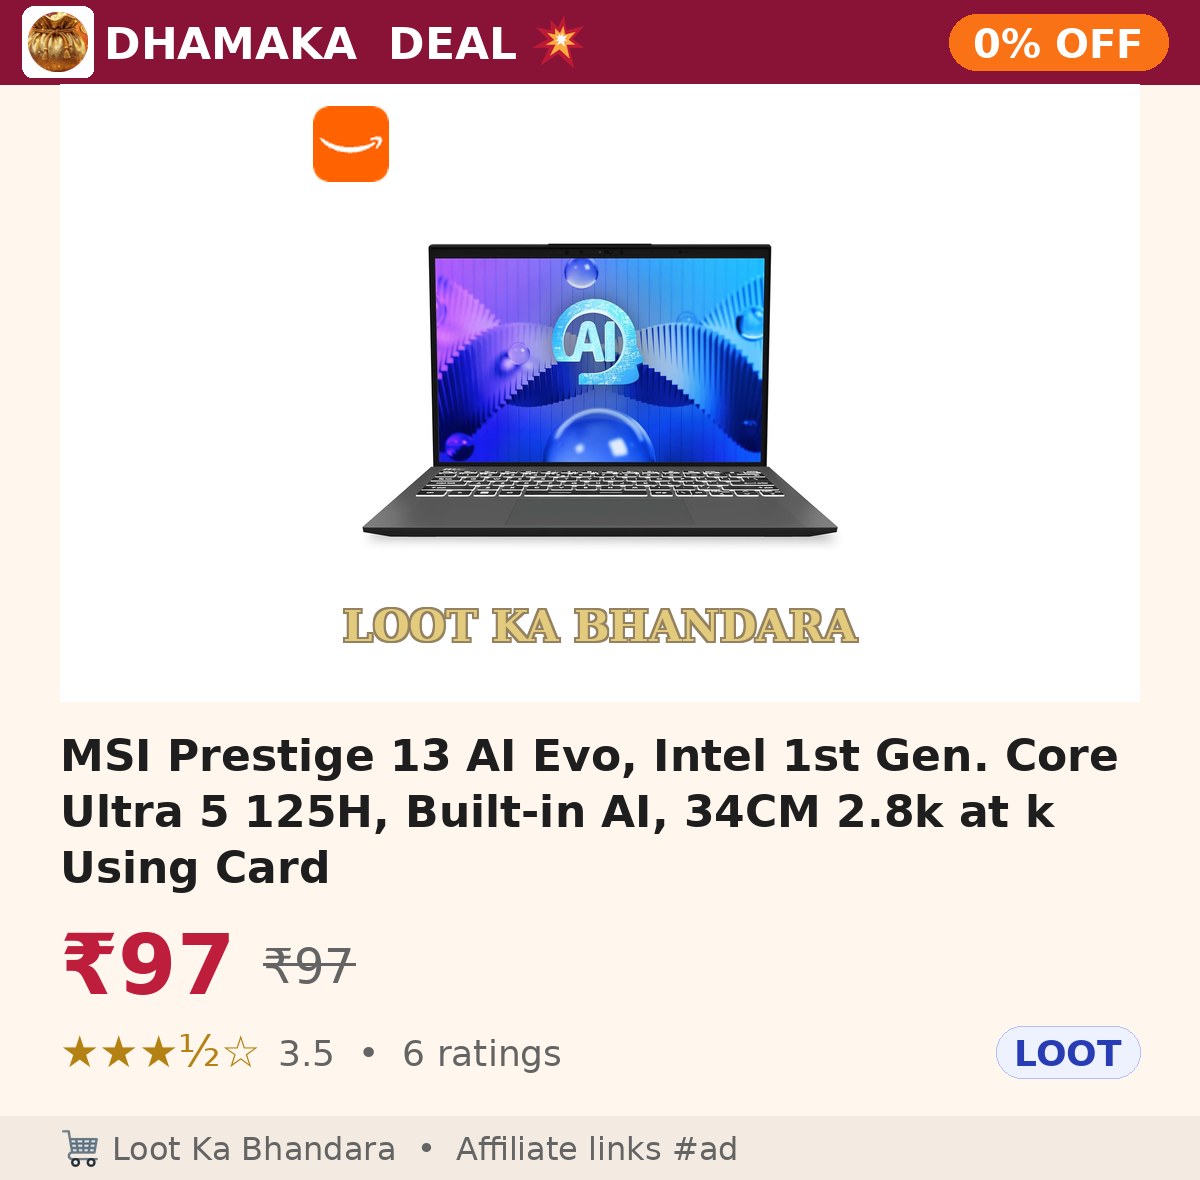 DHAMAKA DEAL 💥
0% OFF
AI
LOOT KA BHANDARA
MSI Prestige 13 AI Evo, Intel 1st Gen. Core
Ultra 5 125H, Built-in AI, 34CM 2.8k at k
Using Card
₹97 ₹97
★★★½☆ 3.5 • 6 ratings
LOOT
🛒 Loot Ka Bhandara • Affiliate links #ad